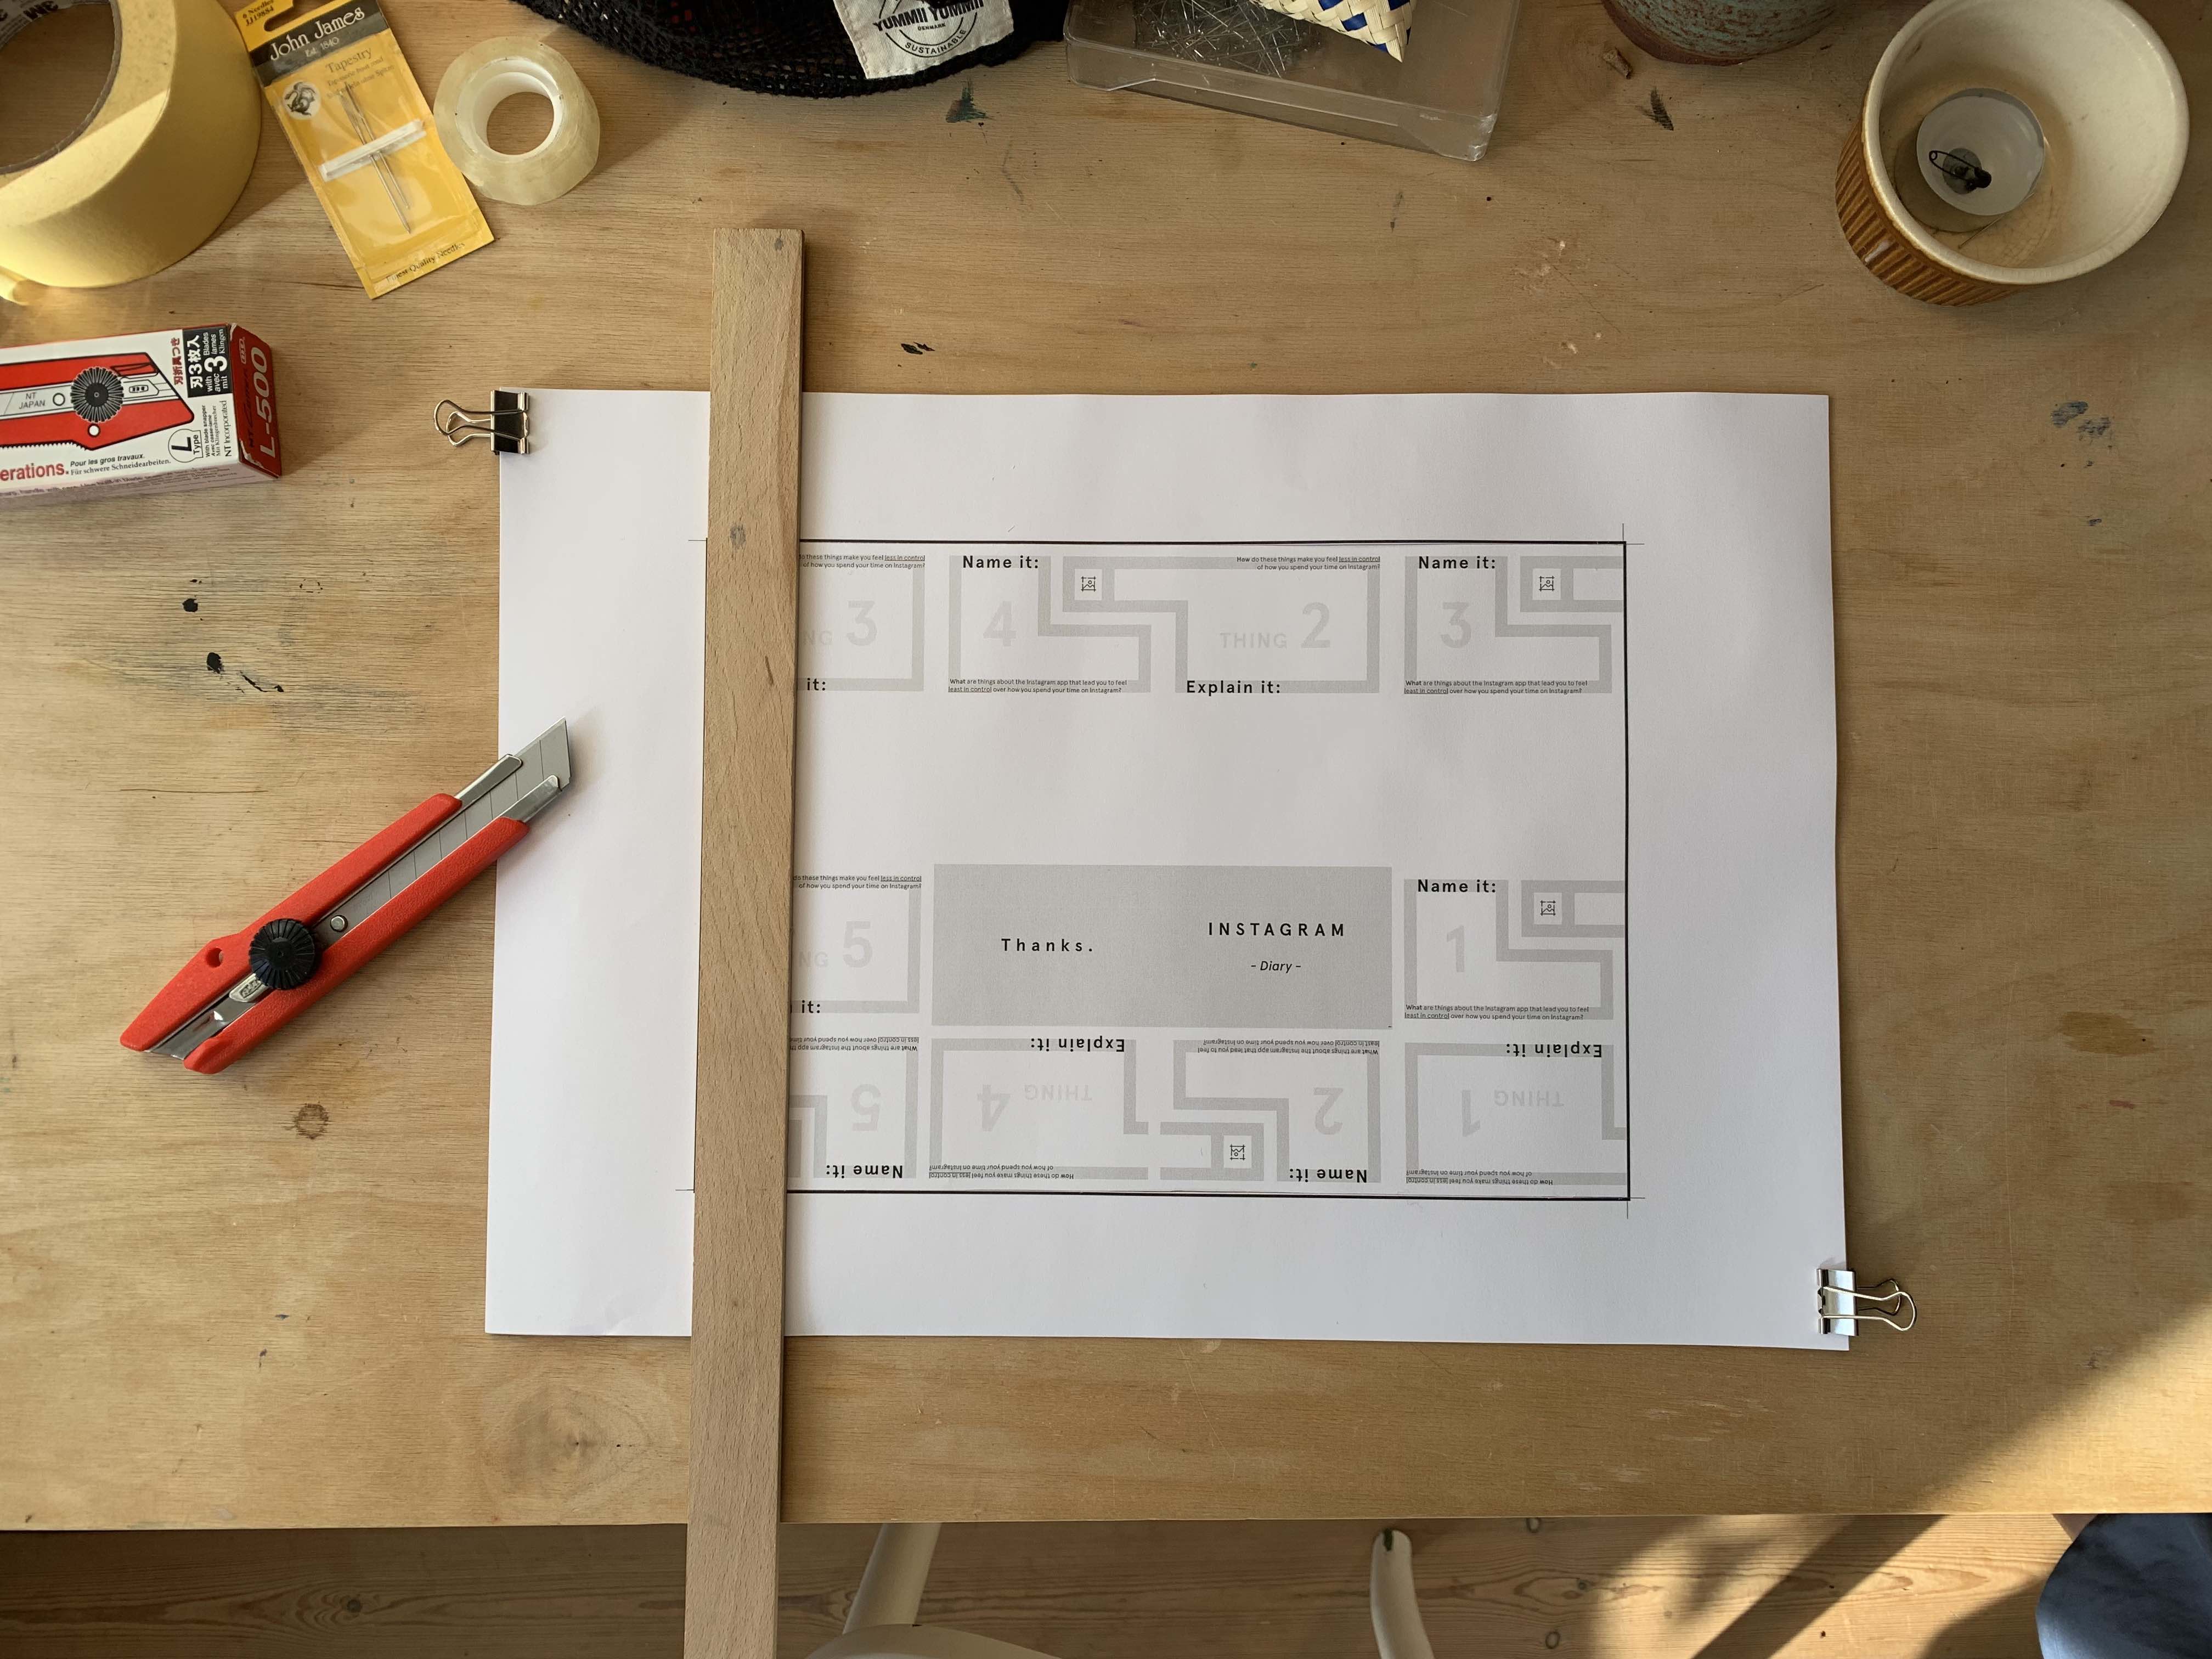 John James
Est. 1840
Tapestry
Finest Quality Needles
YUMMII YUMMII
GERMANY
SUSTAINABLE
NT
JAPAN
刃折具つき
刃3枚入
with 3 Blades
avec 3 lames
mit 3 Klingen
L-500
L
Type
NT Incorporated
erations. Pour les gros travaux.
Für schwere Schneidearbeiten.
do these things make you feel less in control
of how you spend your time on Instagram?
NG 3
it:
Name it:
4
What are things about the Instagram app that lead you to feel
least in control over how you spend your time on Instagram?
How do these things make you feel less in control
of how you spend your time on Instagram?
THING 2
Explain it:
Name it:
3
What are things about the Instagram app that lead you to feel
least in control over how you spend your time on Instagram?
do these things make you feel less in control
of how you spend your time on Instagram?
NG 5
it:
Thanks.
INSTAGRAM
- Diary -
Name it:
1
What are things about the Instagram app that lead you to feel
least in control over how you spend your time on Instagram?
Explain it:
THING 1
How do these things make you feel less in control
of how you spend your time on Instagram?
What are things about the Instagram app that lead you to feel
least in control over how you spend your time on Instagram?
2
Name it:
Explain it:
THING 4
How do these things make you feel less in control
of how you spend your time on Instagram?
What are things about the Instagram app th
least in control over how you spend your
5
Name it: